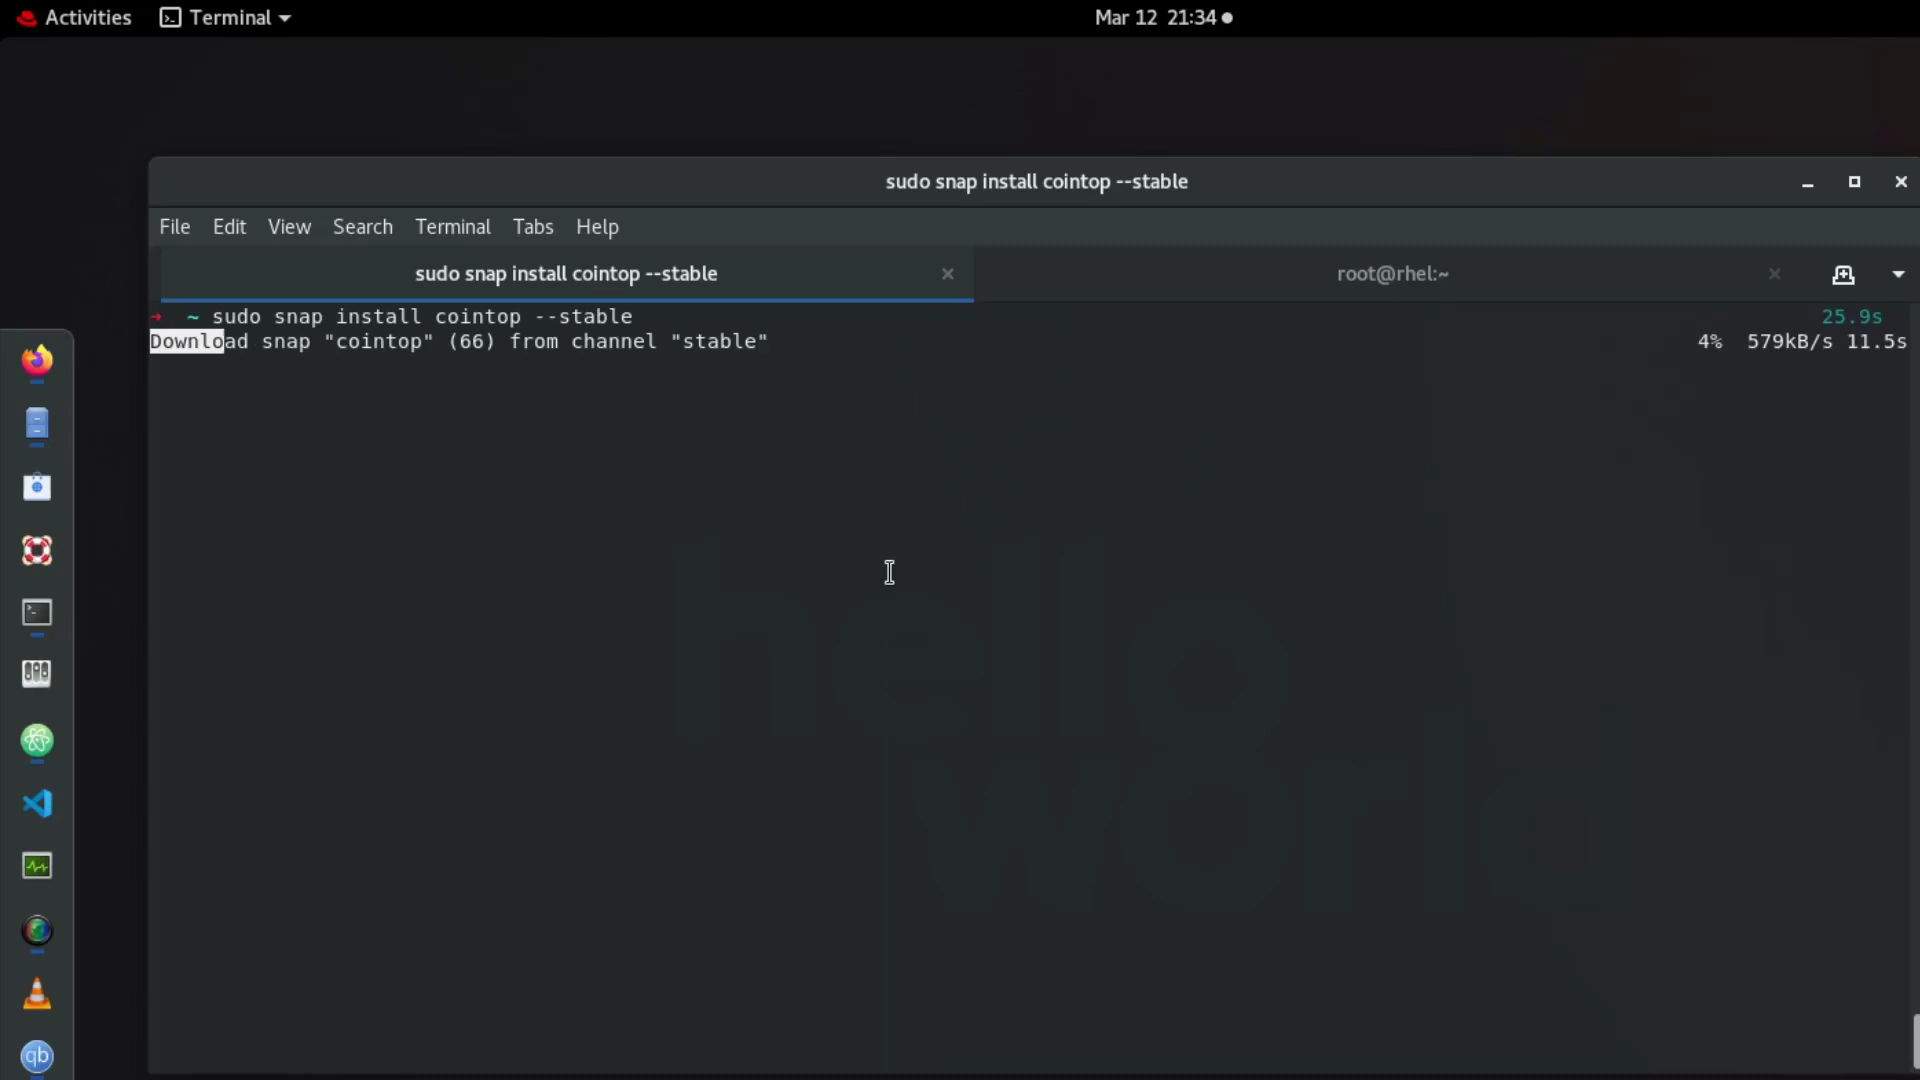 Activities Terminal Mar 12 21:34
sudo snap install cointop --stable
File Edit View Search Terminal Tabs Help
sudo snap install cointop --stable root@rhel:~
→ ~ sudo snap install cointop --stable 25.9s
Download snap "cointop" (66) from channel "stable" 4% 579kB/s 11.5s
hello
world
qb